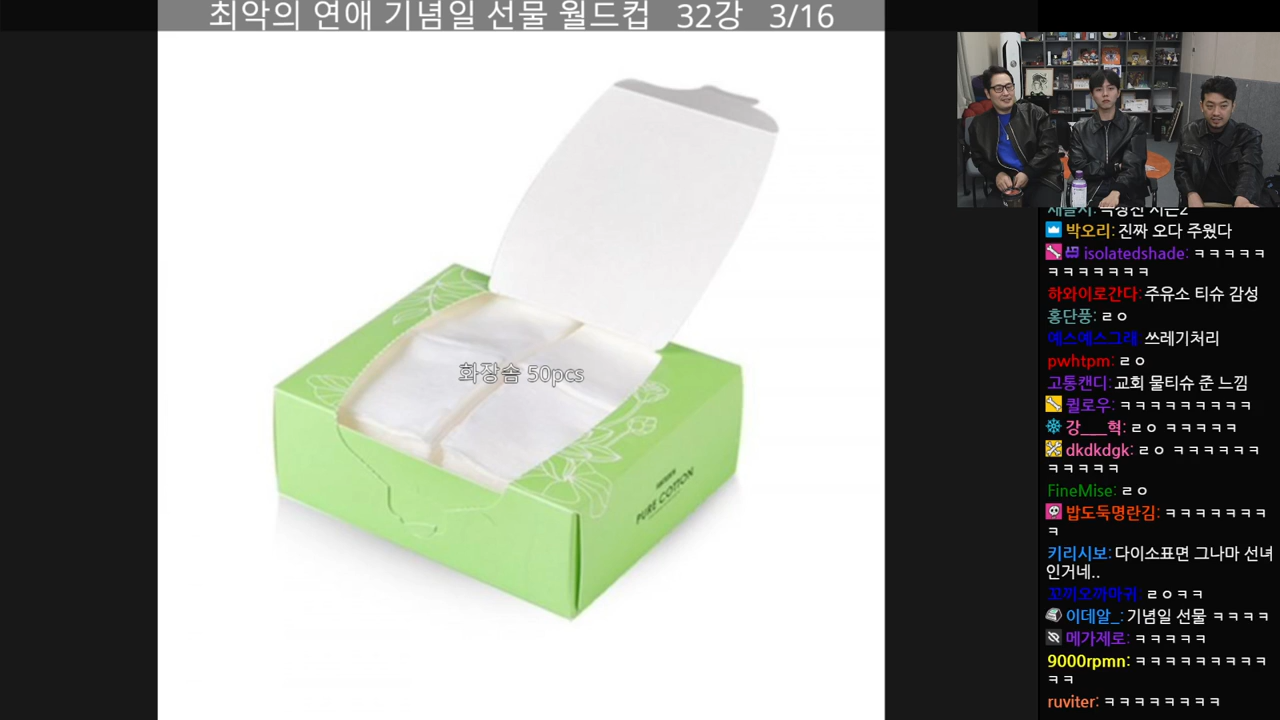 최악의 연애 기념일 선물 월드컵 32강 3/16
화장솜 50pcs
PURE COTTON
박오리: 진짜 오다 주웠다
isolatedshade: ㅋㅋㅋㅋㅋ
ㅋㅋㅋㅋㅋㅋㅋ
하와이로간다: 주유소 티슈 감성
홍단풍: ㄹㅇ
예스예스그래: 쓰레기처리
pwhtpm: ㄹㅇ
고통캔디: 교회 물티슈 준 느낌
퀼로우: ㅋㅋㅋㅋㅋㅋㅋㅋㅋ
강___혁: ㄹㅇ ㅋㅋㅋㅋㅋ
dkdkdgk: ㄹㅇ ㅋㅋㅋㅋㅋㅋ
ㅋㅋㅋㅋㅋ
FineMise: ㄹㅇ
밥도둑명란김: ㅋㅋㅋㅋㅋㅋㅋ
ㅋ
키리시보: 다이소표면 그나마 선녀
인거네..
꼬끼오까마귀: ㄹㅇㅋㅋ
이데알_: 기념일 선물 ㅋㅋㅋㅋ
메가제로: ㅋㅋㅋㅋㅋ
9000rpmn: ㅋㅋㅋㅋㅋㅋㅋㅋㅋ
ㅋㅋ
ruviter: ㅋㅋㅋㅋㅋㅋㅋㅋ